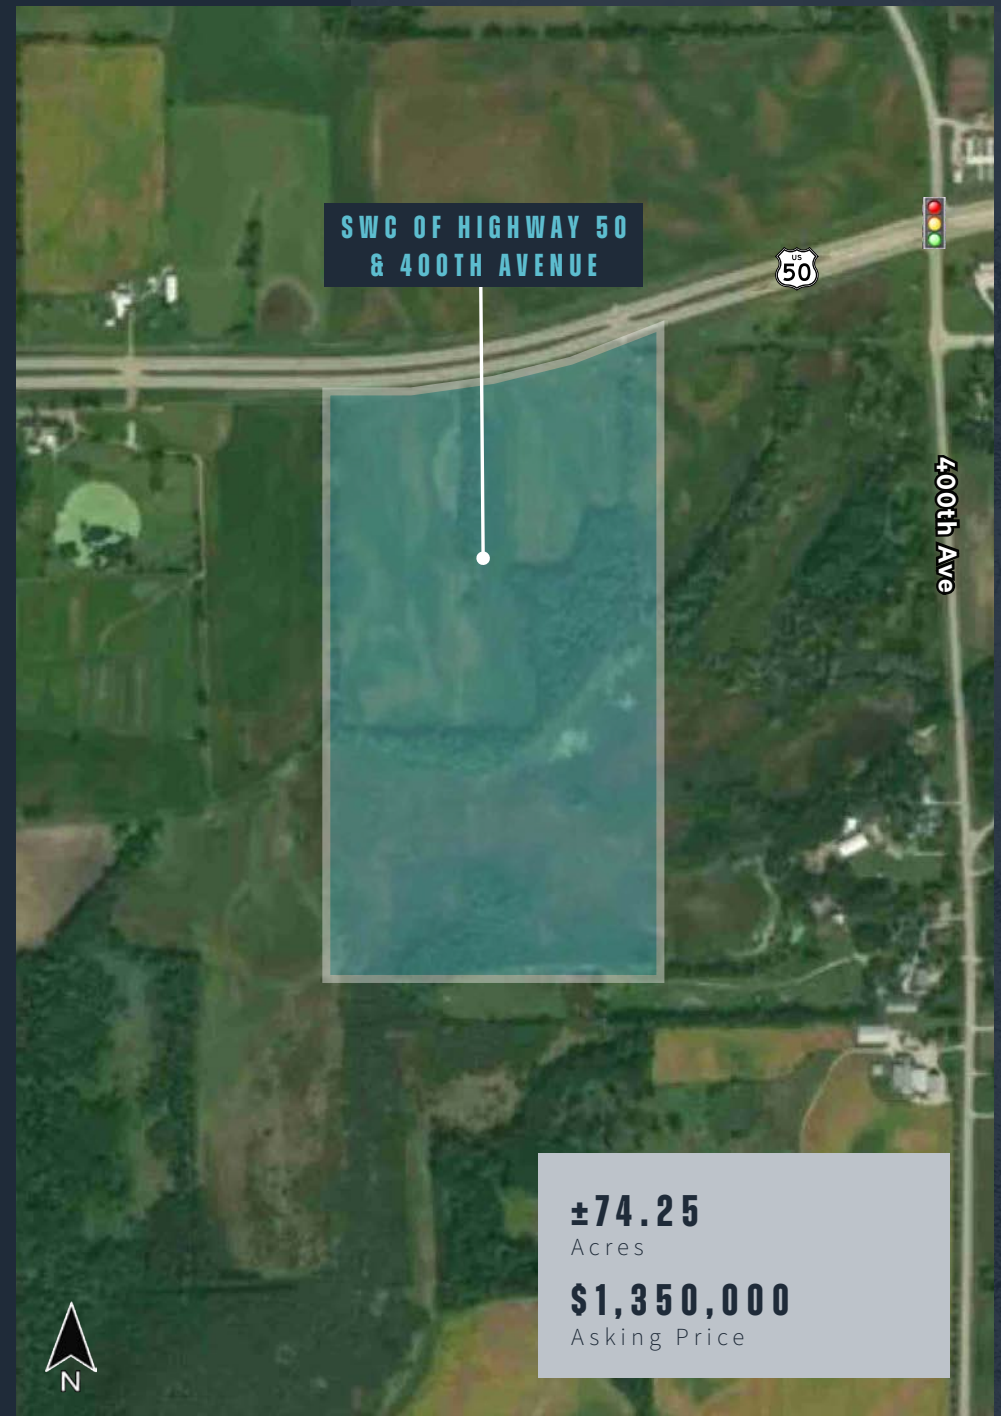 SWC OF HIGHWAY 50
& 400TH AVENUE
US
50
400th Ave
±74.25
Acres
$1,350,000
Asking Price
N